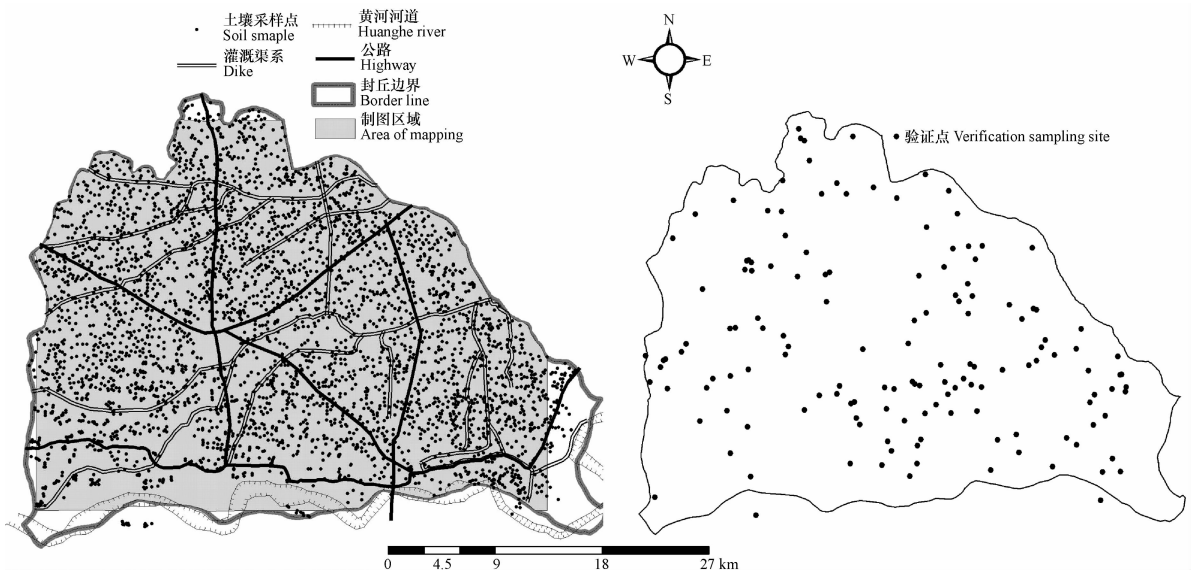 土壤采样点
Soil smaple
黄河河道
Huanghe river
灌溉渠系
Dike
公路
Highway
封丘边界
Border line
制图区域
Area of mapping
N
W
E
S
验证点 Verification sampling site
0
4.5
9
18
27 km